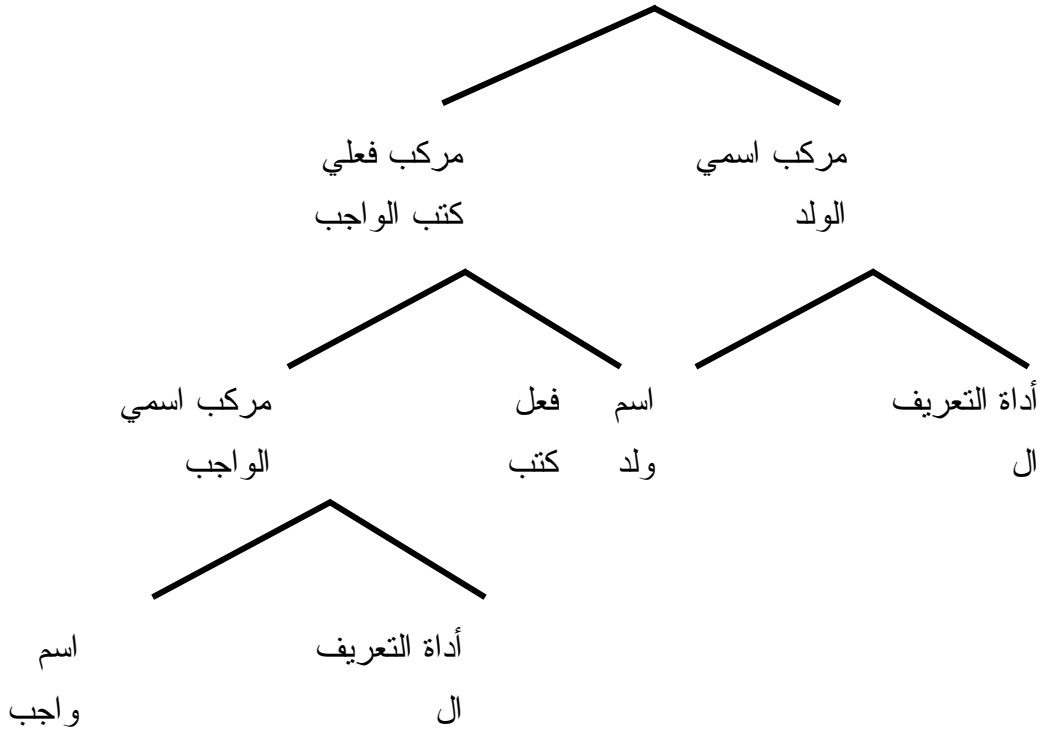 مركب اسمي مركب فعلي
الولد كتب الواجب
أداة التعريف اسم فعل مركب اسمي
ال ولد كتب الواجب
أداة التعريف اسم
ال واجب